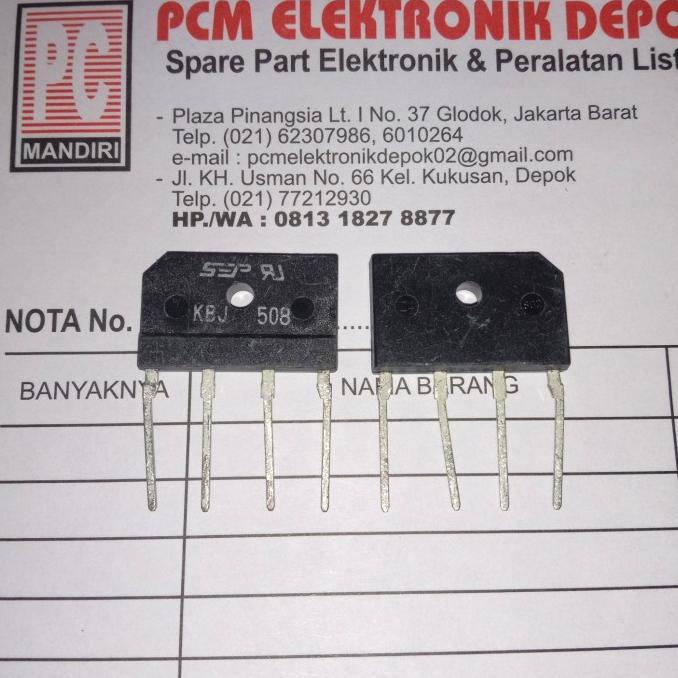 PC
MANDIRI
PCM ELEKTRONIK DEPO
Spare Part Elektronik & Peralatan List
- Plaza Pinangsia Lt. I No. 37 Glodok, Jakarta Barat
Telp. (021) 62307986, 6010264
e-mail : pcmelektronikdepok02@gmail.com
- Jl. KH. Usman No. 66 Kel. Kukusan, Depok
Telp. (021) 77212930
HP./WA : 0813 1827 8877
SEP
KBJ 508
NOTA No. ......
BANYAKNYA NAMA BARANG